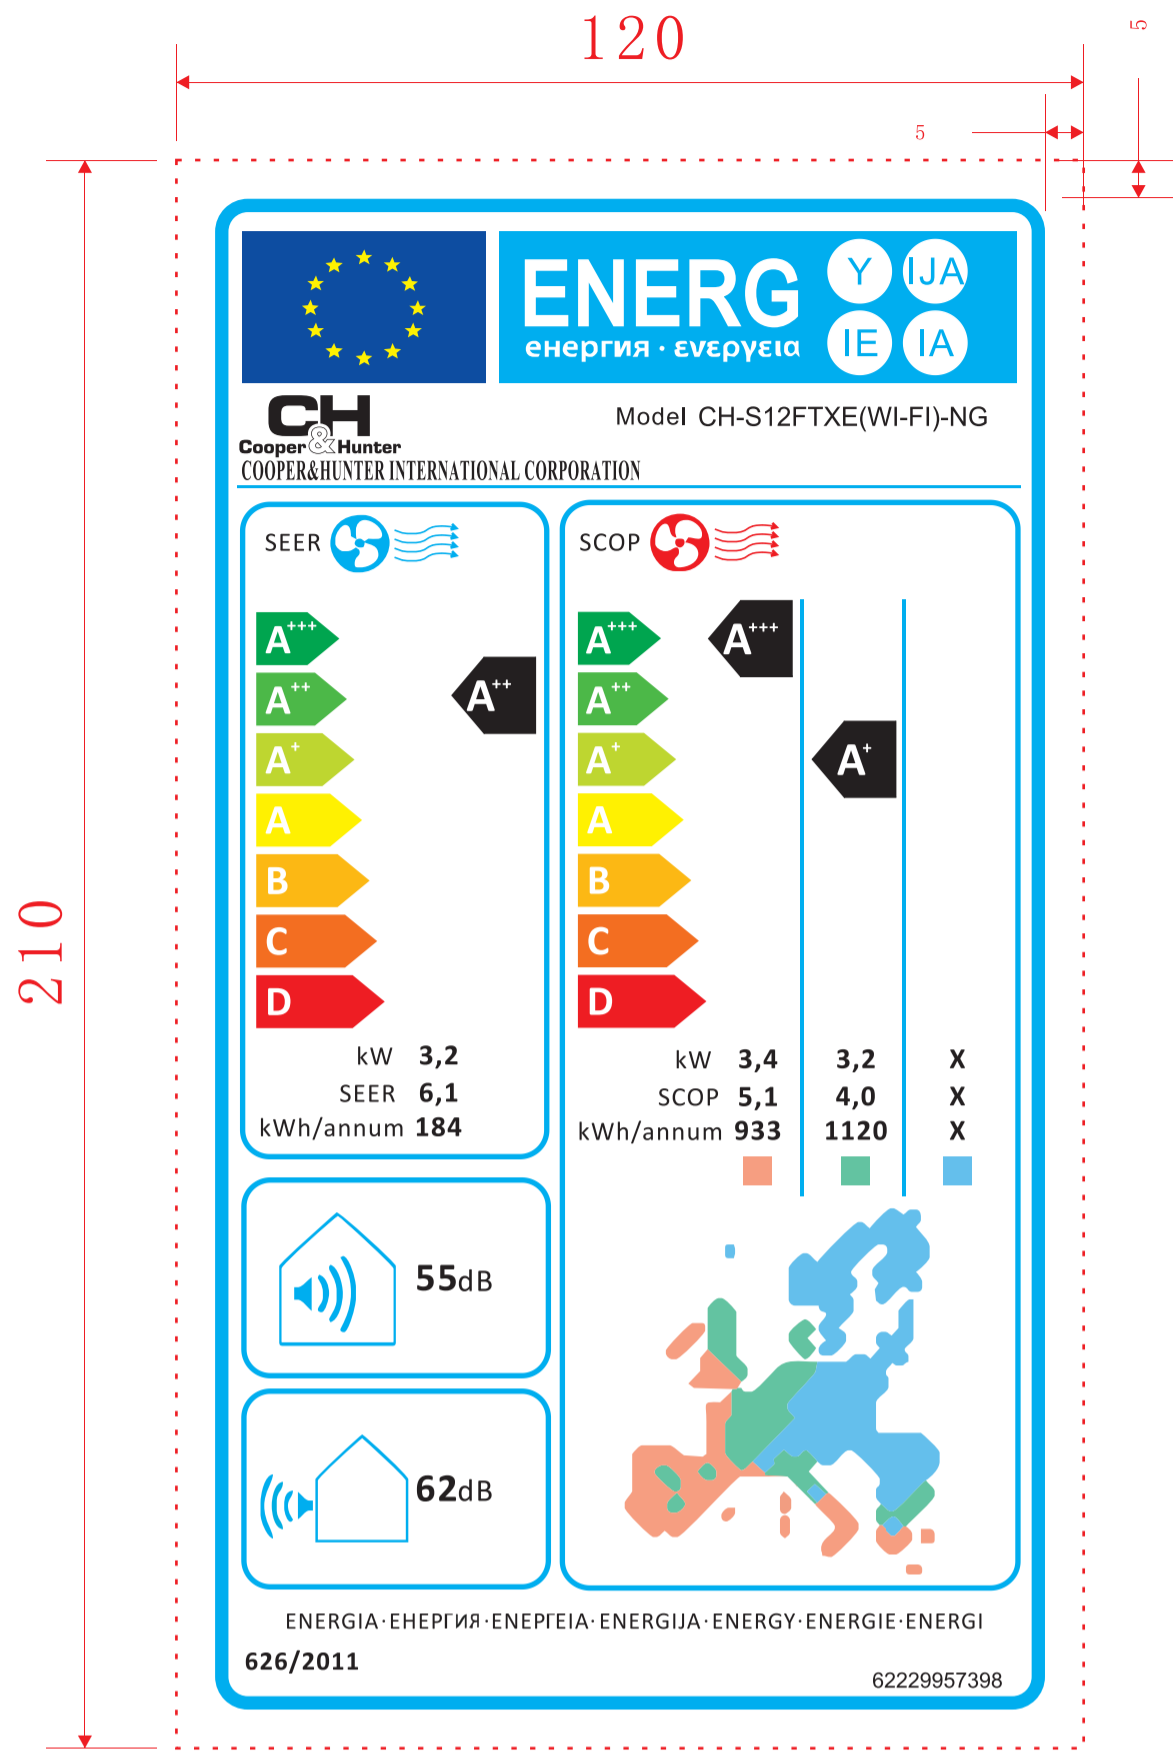 120
5
5
210
ENERG
енергия · ενεργεια
Y IJA
IE IA
CH
Cooper & Hunter
Model CH-S12FTXE(WI-FI)-NG
COOPER&HUNTER INTERNATIONAL CORPORATION
SEER
A+++
A++
A+
A
B
C
D
A++
kW 3,2
SEER 6,1
kWh/annum 184
SCOP
A+++
A++
A+
A
B
C
D
A+++
A+
kW 3,4 3,2 X
SCOP 5,1 4,0 X
kWh/annum 933 1120 X
55dB
62dB
ENERGIA·ЕНЕРГИЯ·ΕΝΕΡΓΕΙΑ·ENERGIJA·ENERGY·ENERGIE·ENERGI
626/2011
62229957398